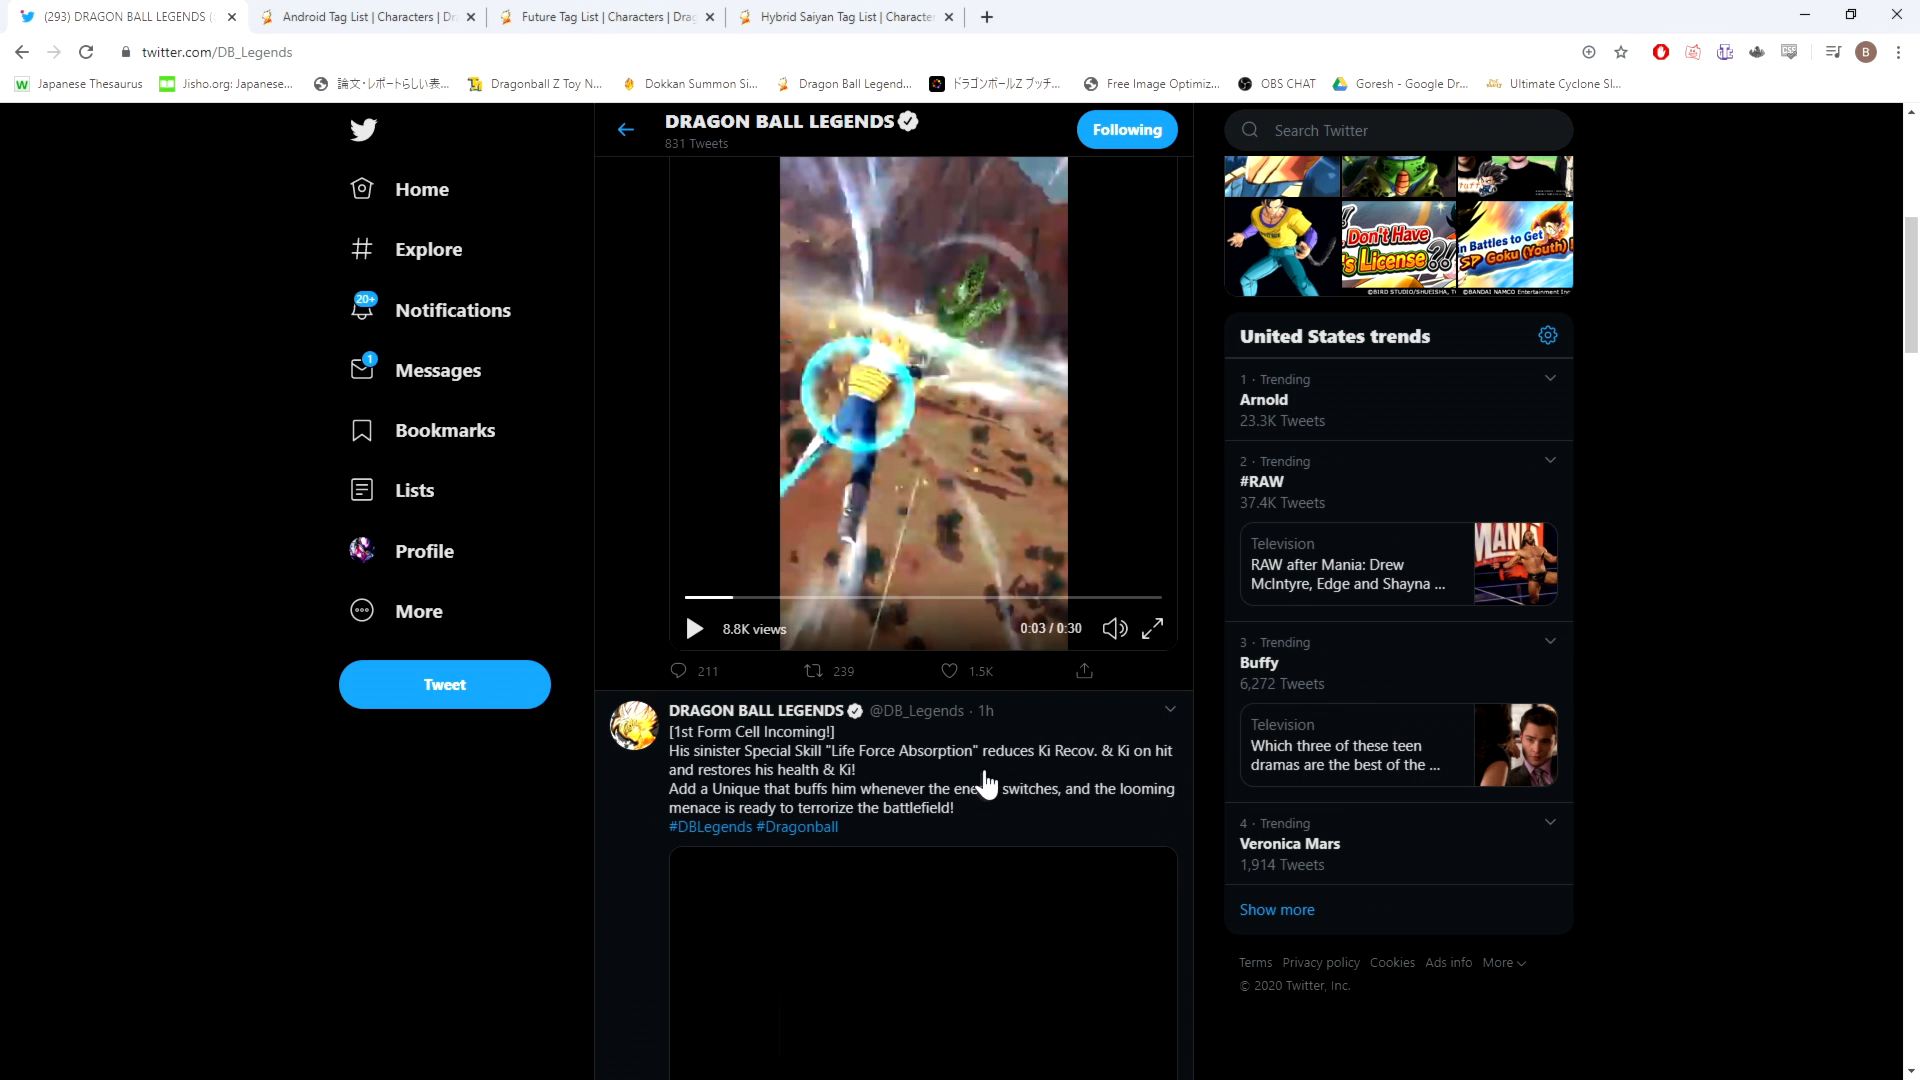 (293) DRAGON BALL LEGENDS (
Android Tag List | Characters | Dr
Future Tag List | Characters | Drag
Hybrid Saiyan Tag List | Character
twitter.com/DB_Legends
Japanese Thesaurus
Jisho.org: Japanese...
論文・レポートらしい表...
Dragonball Z Toy N...
Dokkan Summon Si...
Dragon Ball Legend...
ドラゴンボールZ ブッチ...
Free Image Optimiz...
OBS CHAT
Goresh - Google Dr...
Ultimate Cyclone Sl...
Home
Explore
20+
Notifications
1
Messages
Bookmarks
Lists
Profile
More
Tweet
DRAGON BALL LEGENDS
831 Tweets
Following
8.8K views
0:03 / 0:30
211
239
1.5K
DRAGON BALL LEGENDS @DB_Legends · 1h
[1st Form Cell Incoming!]
His sinister Special Skill "Life Force Absorption" reduces Ki Recov. & Ki on hit
and restores his health & Ki!
Add a Unique that buffs him whenever the switches, and the looming
menace is ready to terrorize the battlefield!
#DBLegends #Dragonball
Search Twitter
Don't Have
's License?!
n Battles to Get
SP Goku (Youth)!
©BIRD STUDIO/SHUEISHA, T
©BANDAI NAMCO Entertainment Inc
United States trends
1 · Trending
Arnold
23.3K Tweets
2 · Trending
#RAW
37.4K Tweets
Television
RAW after Mania: Drew
McIntyre, Edge and Shayna ...
MANI
3 · Trending
Buffy
6,272 Tweets
Television
Which three of these teen
dramas are the best of the ...
4 · Trending
Veronica Mars
1,914 Tweets
Show more
Terms Privacy policy Cookies Ads info More
© 2020 Twitter, Inc.